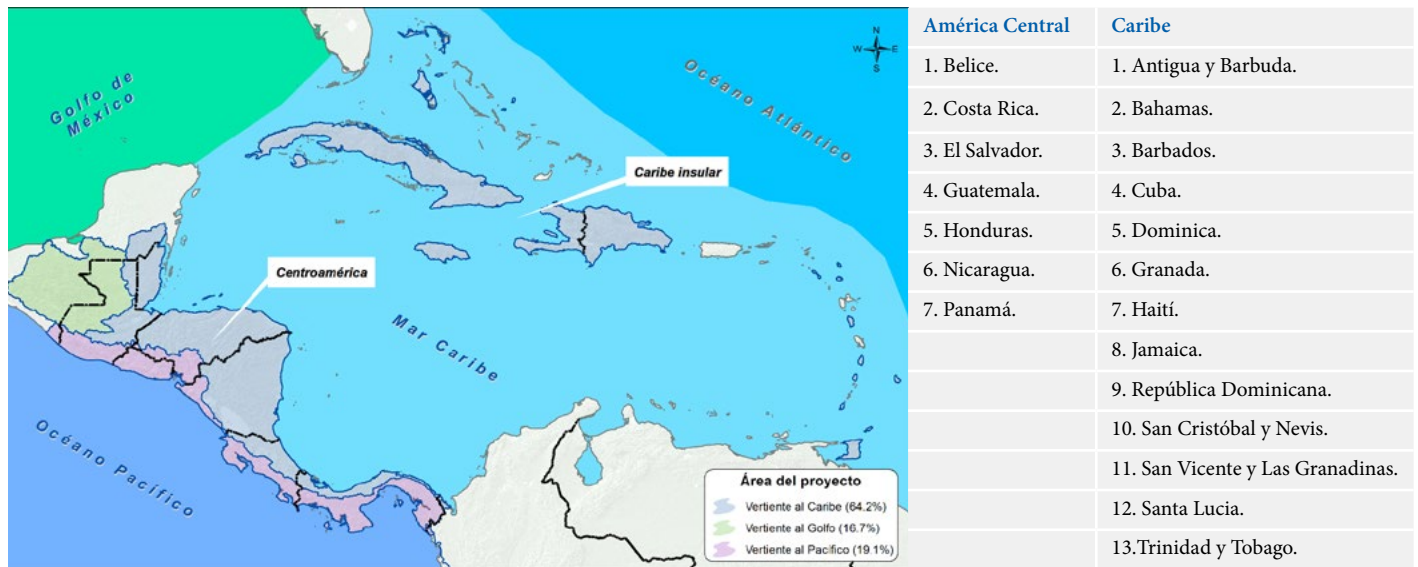 Golfo de
México
Océano Atlántico
N
W
E
S
Caribe insular
Centroamérica
Mar Caribe
Océano Pacífico
Área del proyecto
Vertiente al Caribe (64.2%)
Vertiente al Golfo (16.7%)
Vertiente al Pacífico (19.1%)
América Central Caribe
1. Belice. 1. Antigua y Barbuda.
2. Costa Rica. 2. Bahamas.
3. El Salvador. 3. Barbados.
4. Guatemala. 4. Cuba.
5. Honduras. 5. Dominica.
6. Nicaragua. 6. Granada.
7. Panamá. 7. Haití.
8. Jamaica.
9. República Dominicana.
10. San Cristóbal y Nevis.
11. San Vicente y Las Granadinas.
12. Santa Lucia.
13.Trinidad y Tobago.